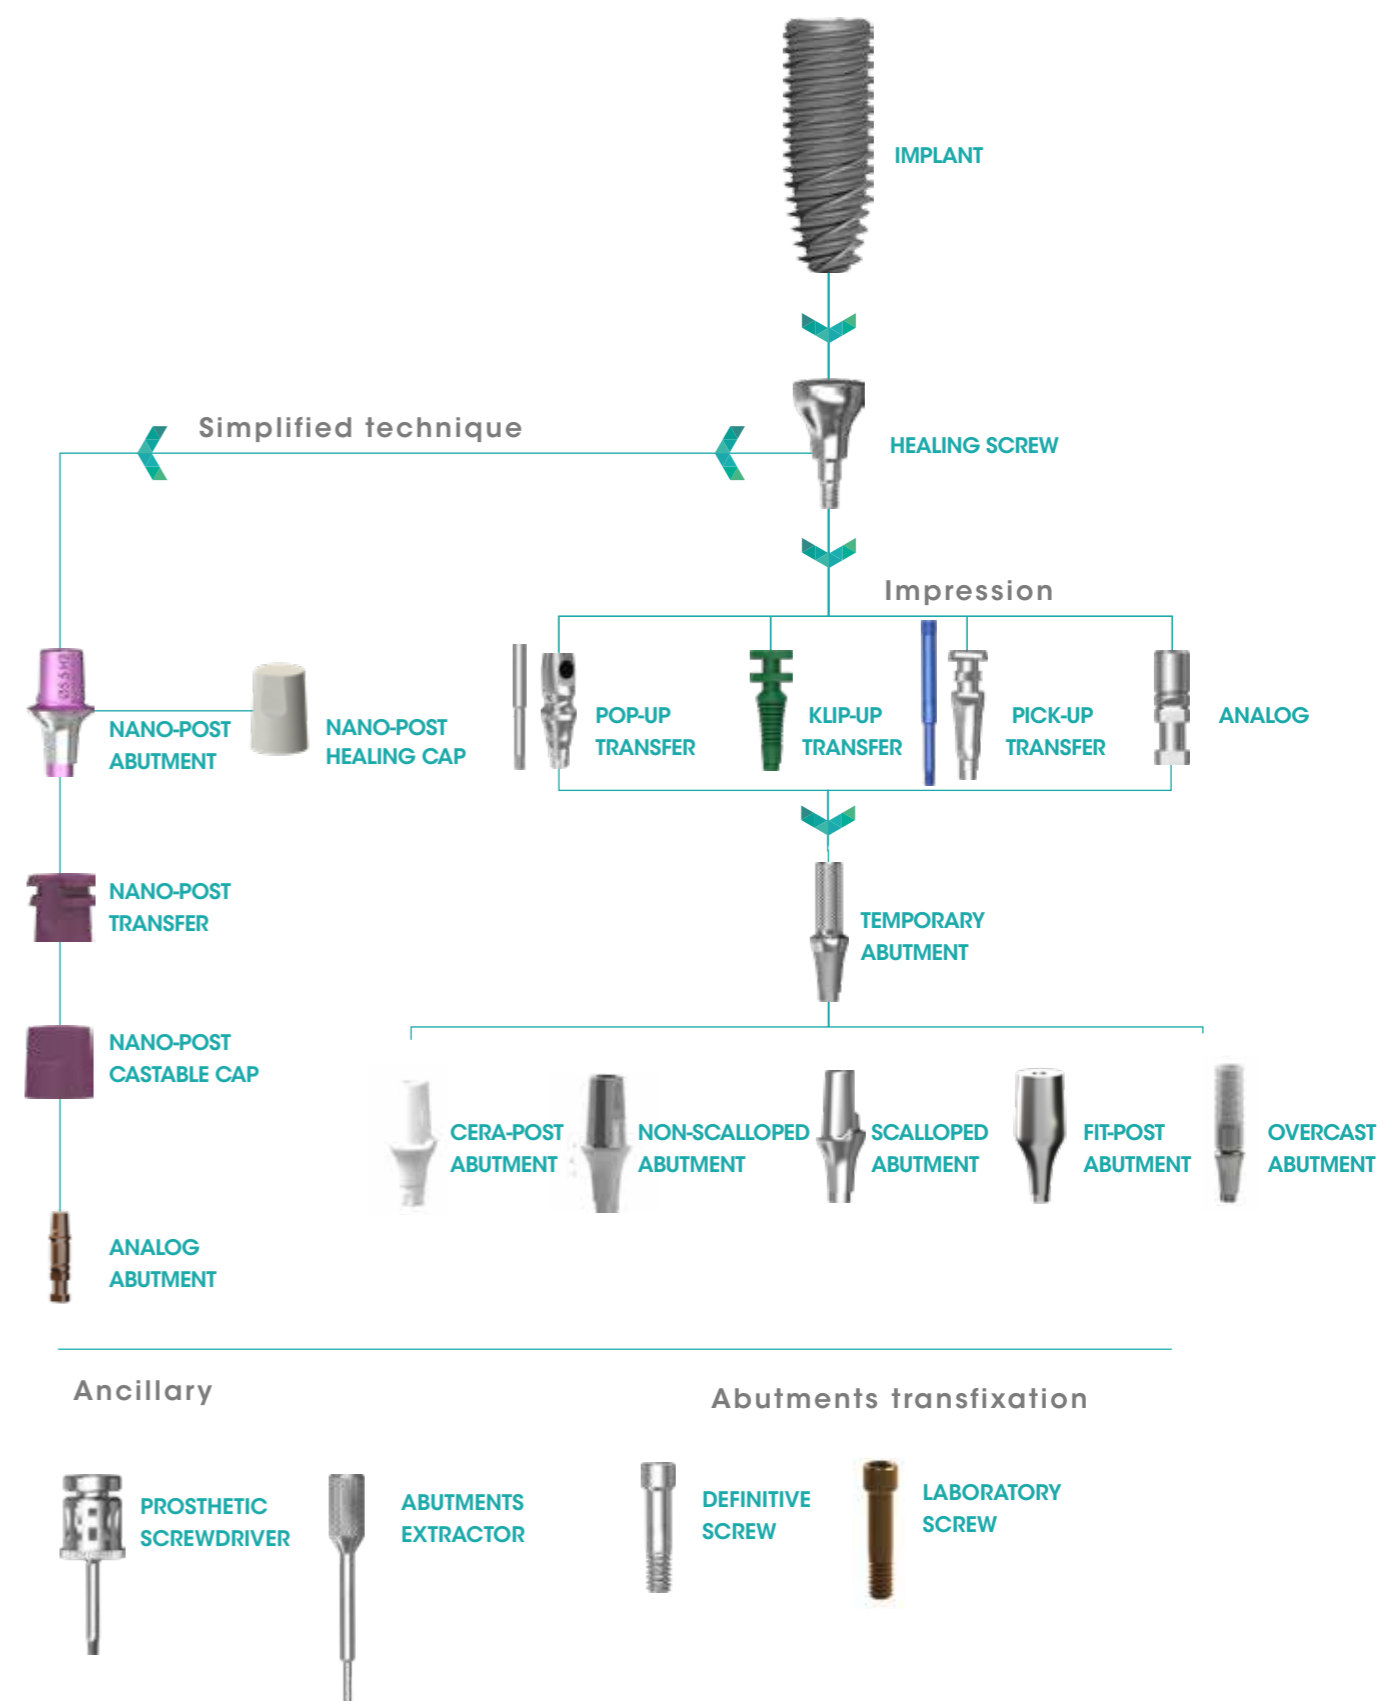 IMPLANT
Simplified technique
HEALING SCREW
Impression
Ø5.5 H3
NANO-POST
ABUTMENT
NANO-POST
HEALING CAP
POP-UP
TRANSFER
KLIP-UP
TRANSFER
PICK-UP
TRANSFER
ANALOG
NANO-POST
TRANSFER
TEMPORARY
ABUTMENT
NANO-POST
CASTABLE CAP
CERA-POST
ABUTMENT
NON-SCALLOPED
ABUTMENT
SCALLOPED
ABUTMENT
FIT-POST
ABUTMENT
OVERCAST
ABUTMENT
ANALOG
ABUTMENT
Ancillary
Abutments transfixation
PROSTHETIC
SCREWDRIVER
ABUTMENTS
EXTRACTOR
DEFINITIVE
SCREW
LABORATORY
SCREW